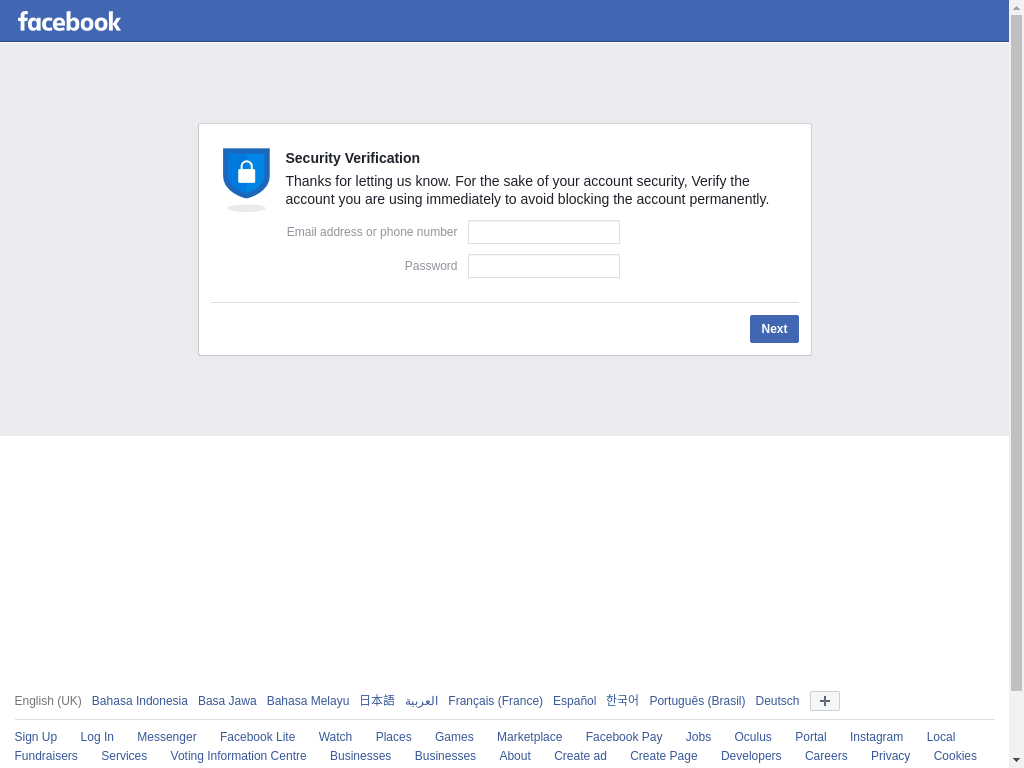 facebook
Security Verification
Thanks for letting us know. For the sake of your account security, Verify the
account you are using immediately to avoid blocking the account permanently.
Email address or phone number
Password
Next
English (UK) Bahasa Indonesia Basa Jawa Bahasa Melayu 日本語 العربية Français (France) Español 한국어 Português (Brasil) Deutsch
Sign Up Log In Messenger Facebook Lite Watch Places Games Marketplace Facebook Pay Jobs Oculus Portal Instagram Local
Fundraisers Services Voting Information Centre Businesses Businesses About Create ad Create Page Developers Careers Privacy Cookies